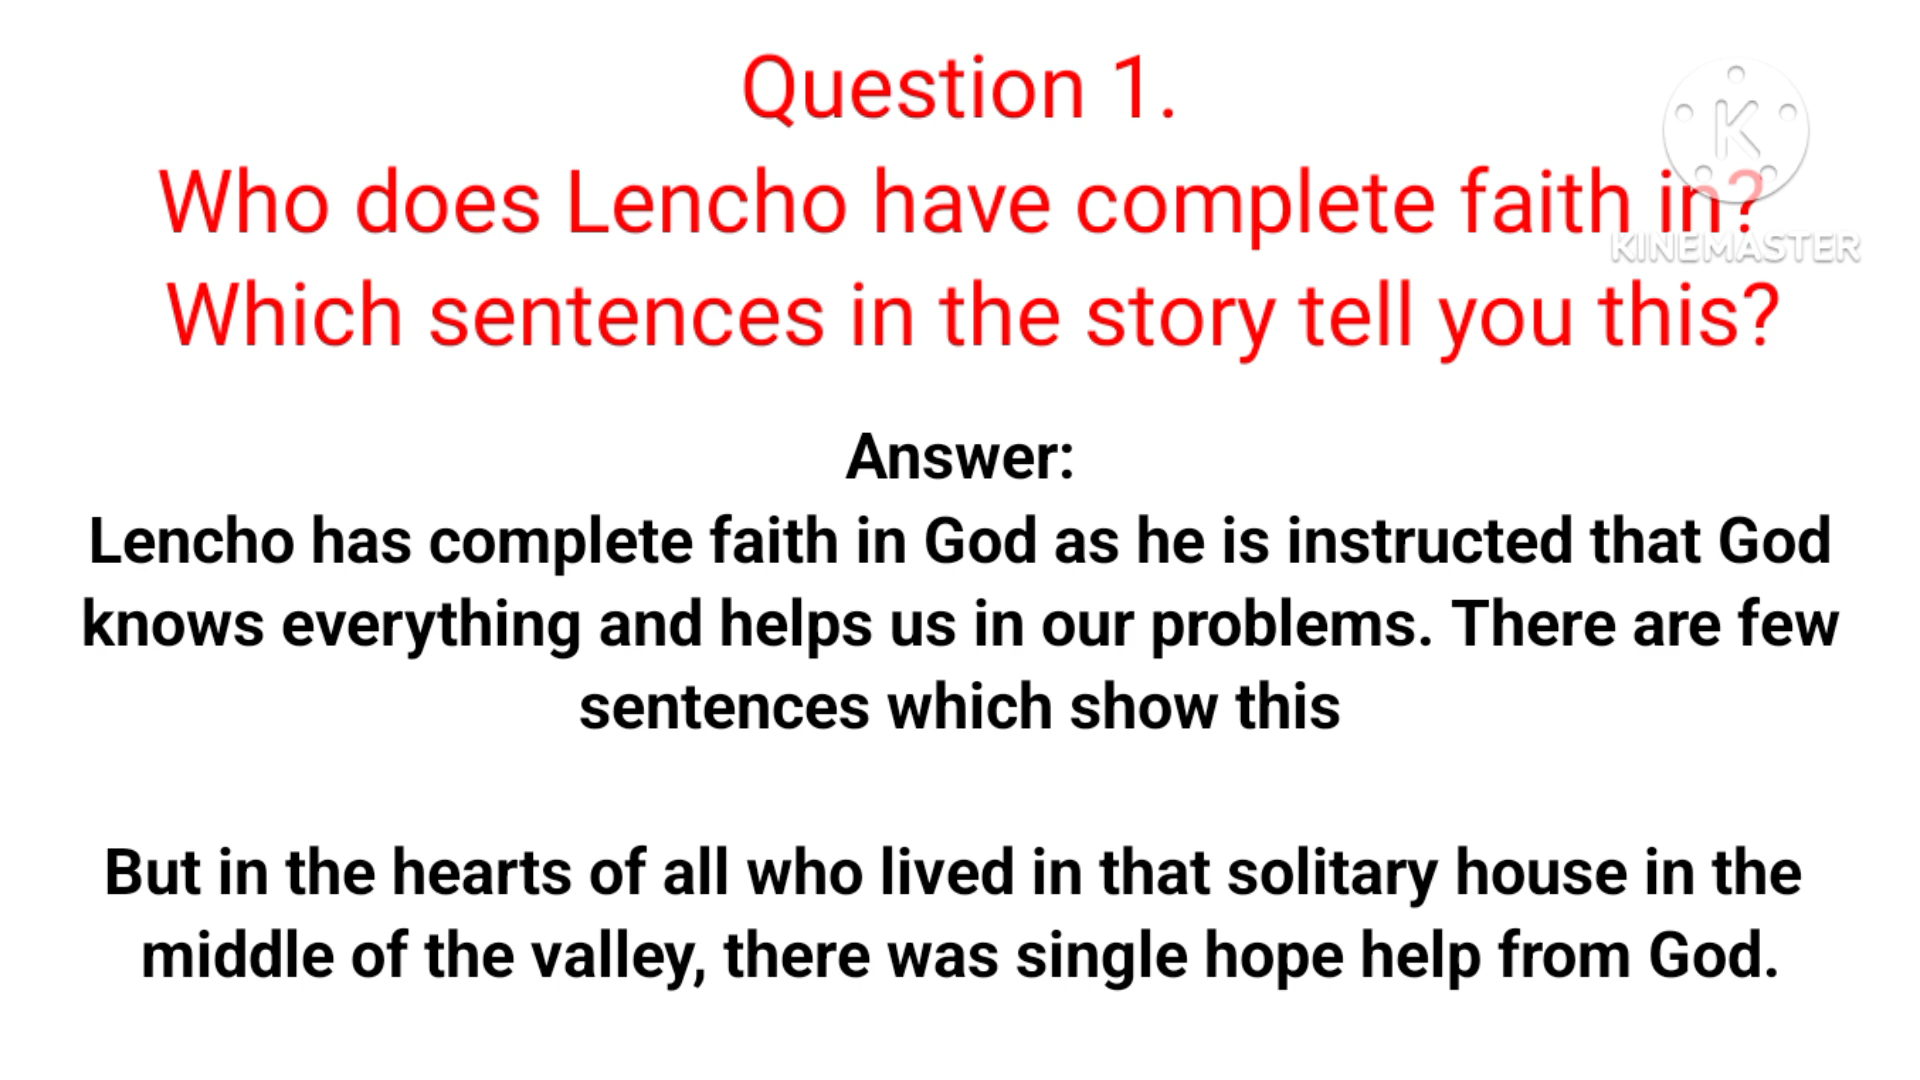 Question 1.
Who does Lencho have complete faith in?
KINEMASTER
Which sentences in the story tell you this?
Answer:
Lencho has complete faith in God as he is instructed that God
knows everything and helps us in our problems. There are few
sentences which show this
But in the hearts of all who lived in that solitary house in the
middle of the valley, there was single hope help from God.